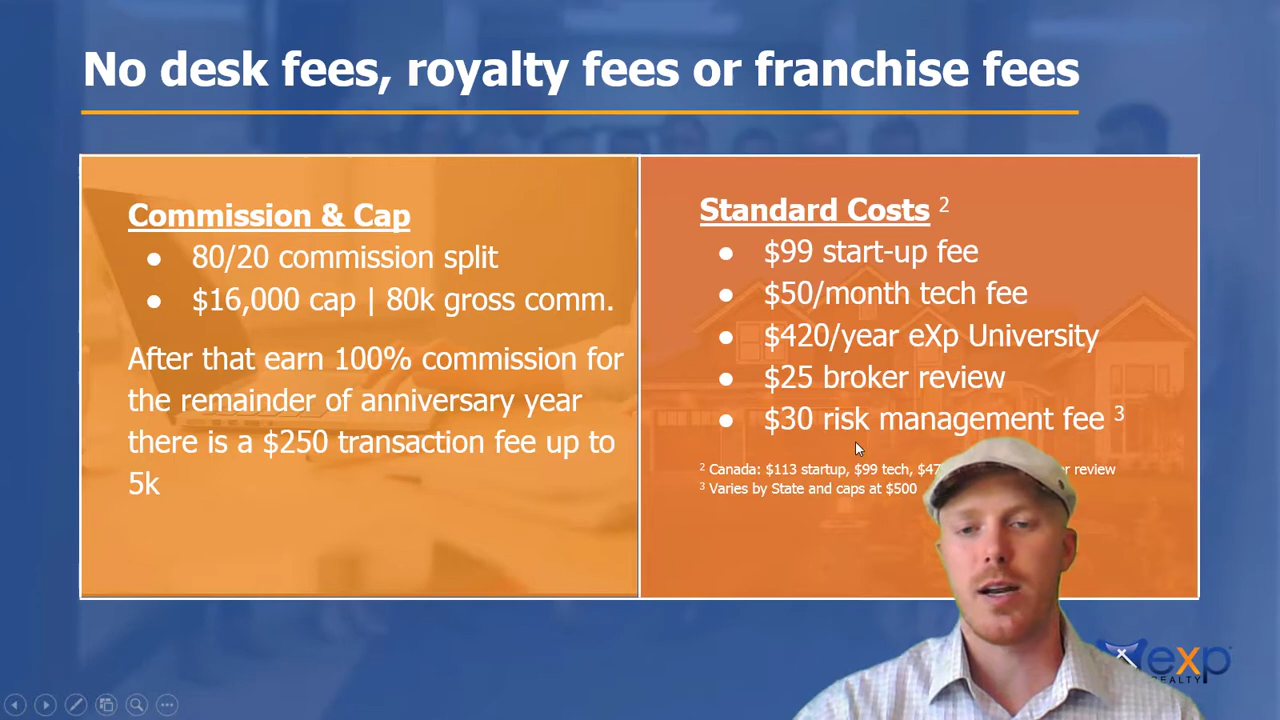 No desk fees, royalty fees or franchise fees
Commission & Cap
● 80/20 commission split
● $16,000 cap | 80k gross comm.
After that earn 100% commission for
the remainder of anniversary year
there is a $250 transaction fee up to
5k
Standard Costs 2
● $99 start-up fee
● $50/month tech fee
● $420/year eXp University
● $25 broker review
● $30 risk management fee 3
2 Canada: $113 startup, $99 tech, review
3 Varies by State and caps at $500
exp
REALTY